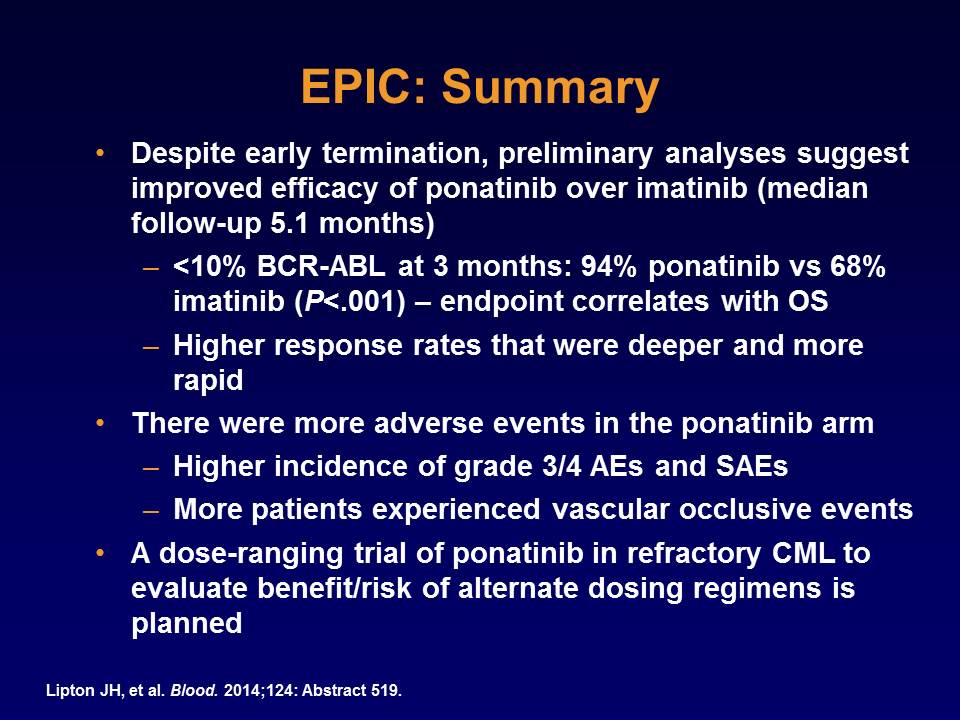 EPIC: Summary
• Despite early termination, preliminary analyses suggest
improved efficacy of ponatinib over imatinib (median
follow-up 5.1 months)
– <10% BCR-ABL at 3 months: 94% ponatinib vs 68%
imatinib (P<.001) – endpoint correlates with OS
– Higher response rates that were deeper and more
rapid
• There were more adverse events in the ponatinib arm
– Higher incidence of grade 3/4 AEs and SAEs
– More patients experienced vascular occlusive events
• A dose-ranging trial of ponatinib in refractory CML to
evaluate benefit/risk of alternate dosing regimens is
planned
Lipton JH, et al. Blood. 2014;124: Abstract 519.